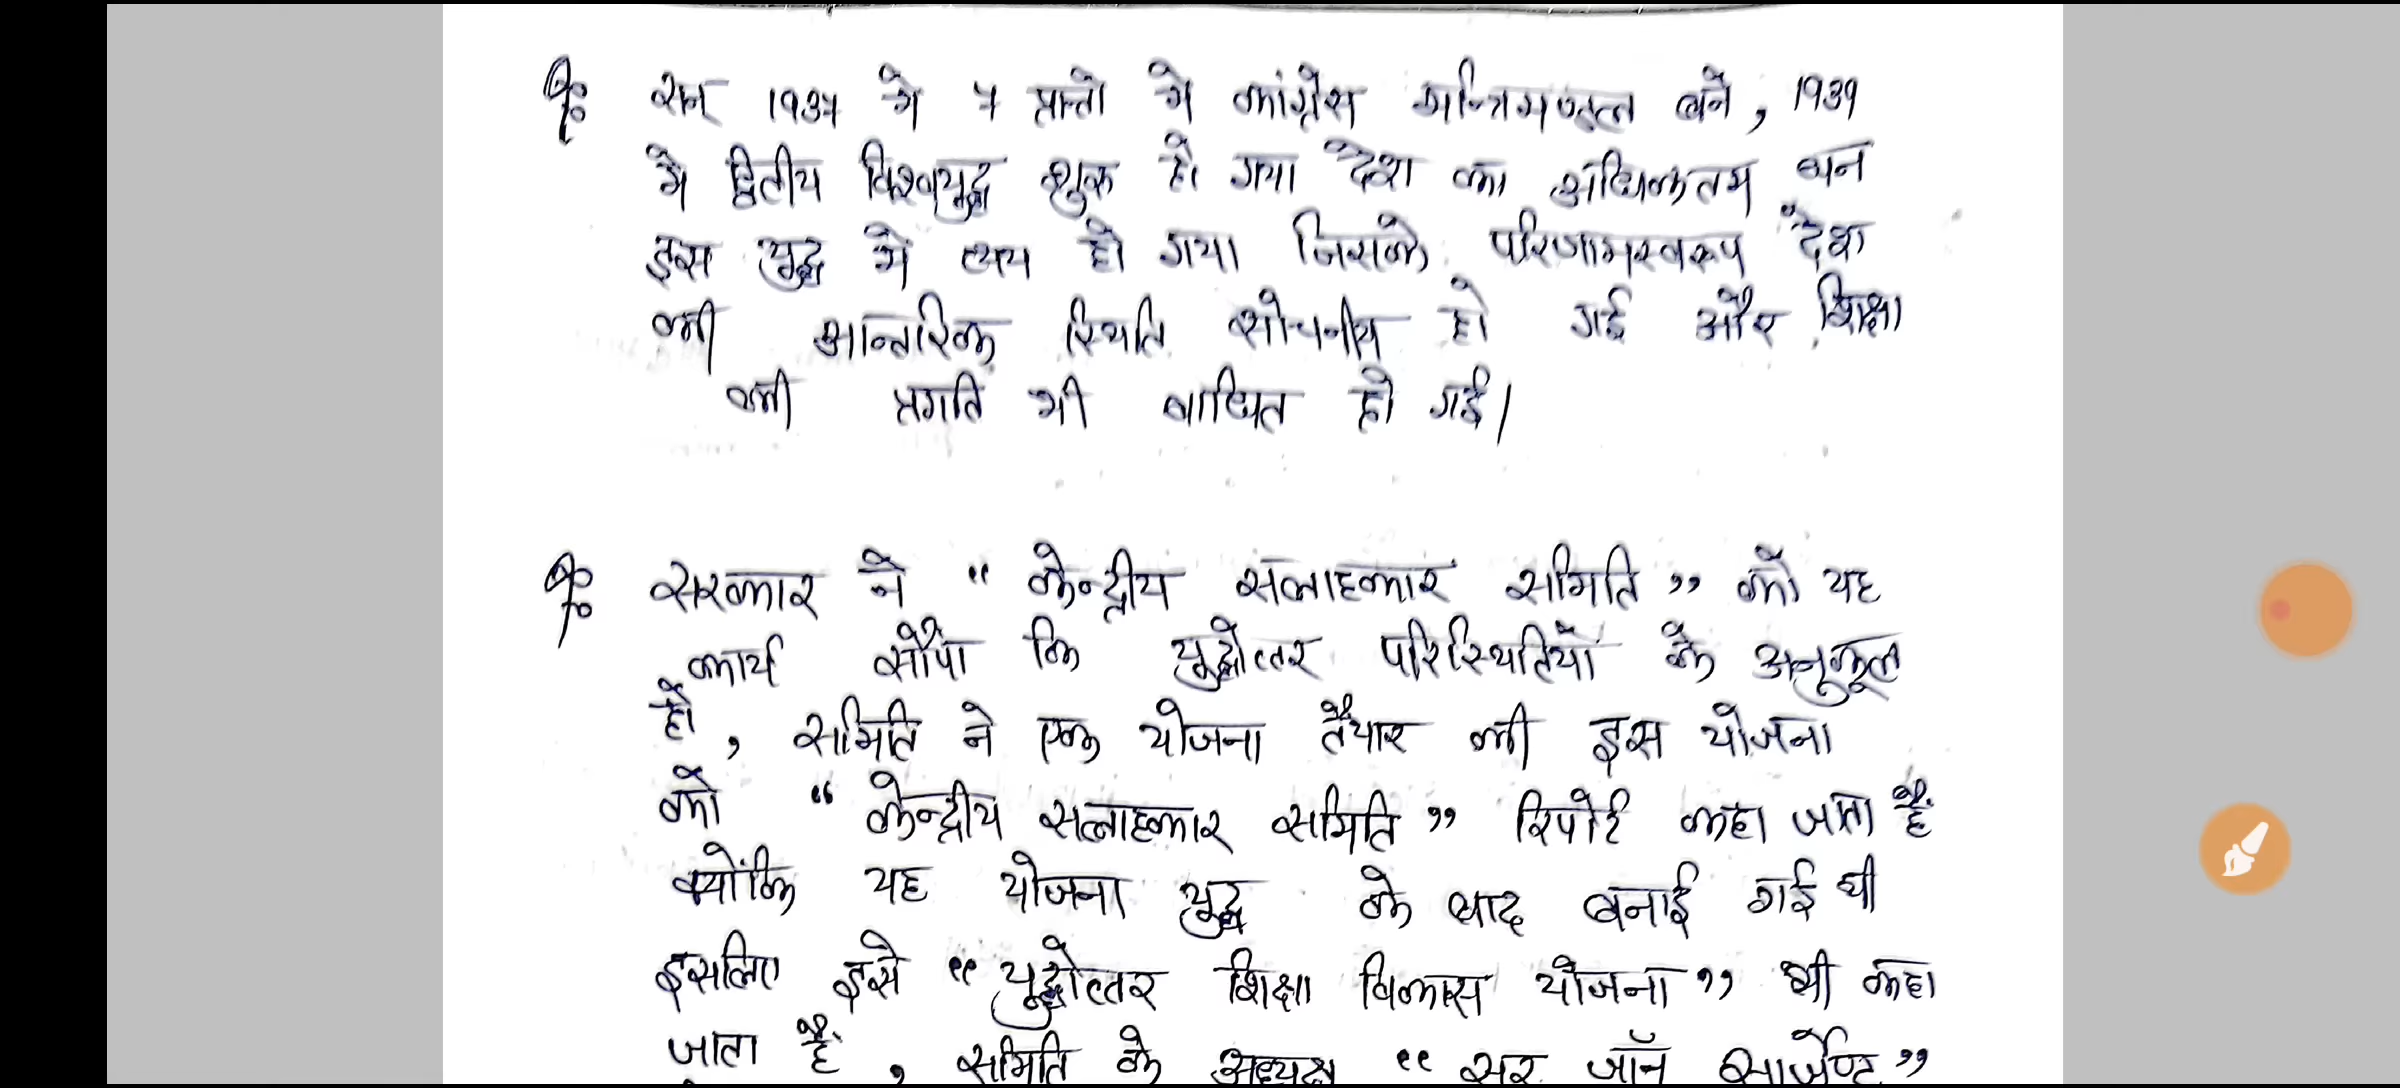 सन् 1937 मे 7 प्रान्तो मे कांग्रेस मन्त्रिमण्डल बने, 1939
मे द्वितीय विश्वयुद्ध शुरू हो गया देश का अधिकतम धन
इस युद्ध मे व्यय हो गया जिसके परिणामस्वरूप देश
की आन्तरिक स्थिति शोचनीय हो गई और शिक्षा
की प्रगति भी बाधित हो गई।
सरकार ने “ केन्द्रीय सलाहकार समिति ” को यह
कार्य सौंपा कि युद्धोत्तर परिस्थितियों के अनुकूल
हो, समिति ने एक योजना तैयार की इस योजना
को “ केन्द्रीय सलाहकार समिति ” रिपोर्ट कहा जाता है
क्योंकि यह योजना युद्ध के बाद बनाई गई थी
इसलिए इसे “ युद्धोत्तर शिक्षा विकास योजना ” भी कहा
जाता है, समिति के अध्यक्ष “ सर जॉन सार्जेण्ट ”